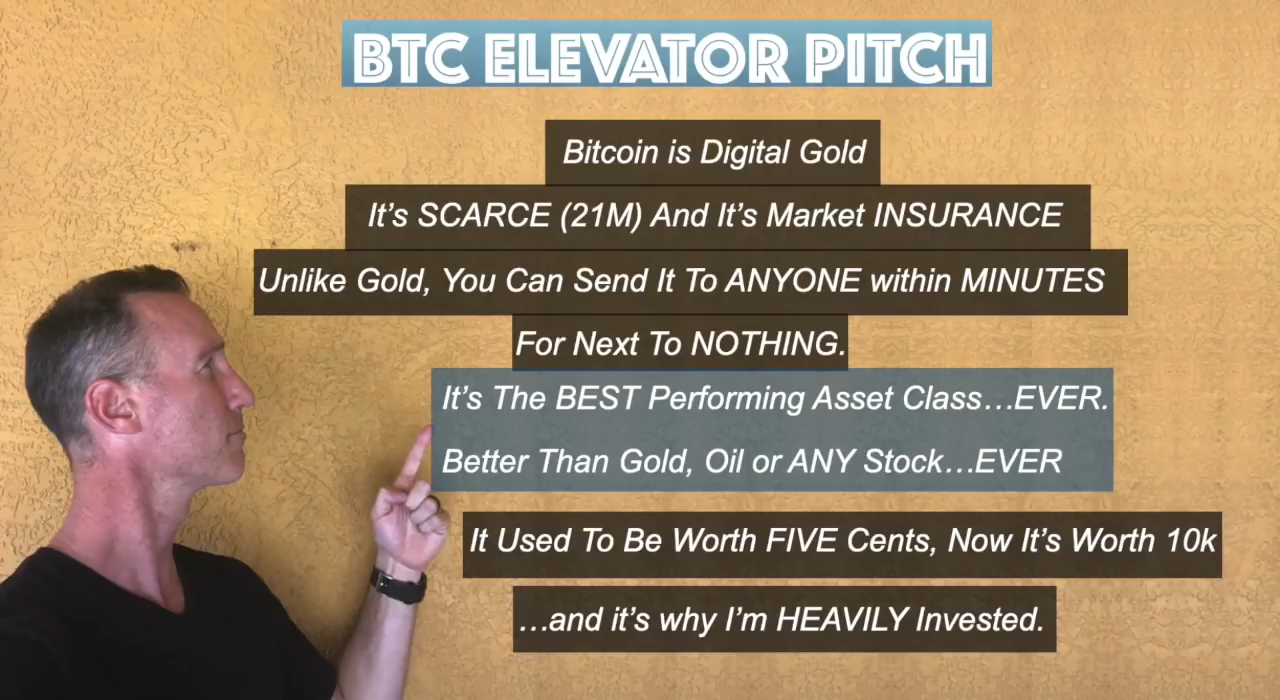 BTC ELEVATOR PITCH
Bitcoin is Digital Gold
It's SCARCE (21M) And It's Market INSURANCE
Unlike Gold, You Can Send It To ANYONE within MINUTES
For Next To NOTHING.
It's The BEST Performing Asset Class…EVER.
Better Than Gold, Oil or ANY Stock…EVER
It Used To Be Worth FIVE Cents, Now It's Worth 10k
…and it's why I'm HEAVILY Invested.